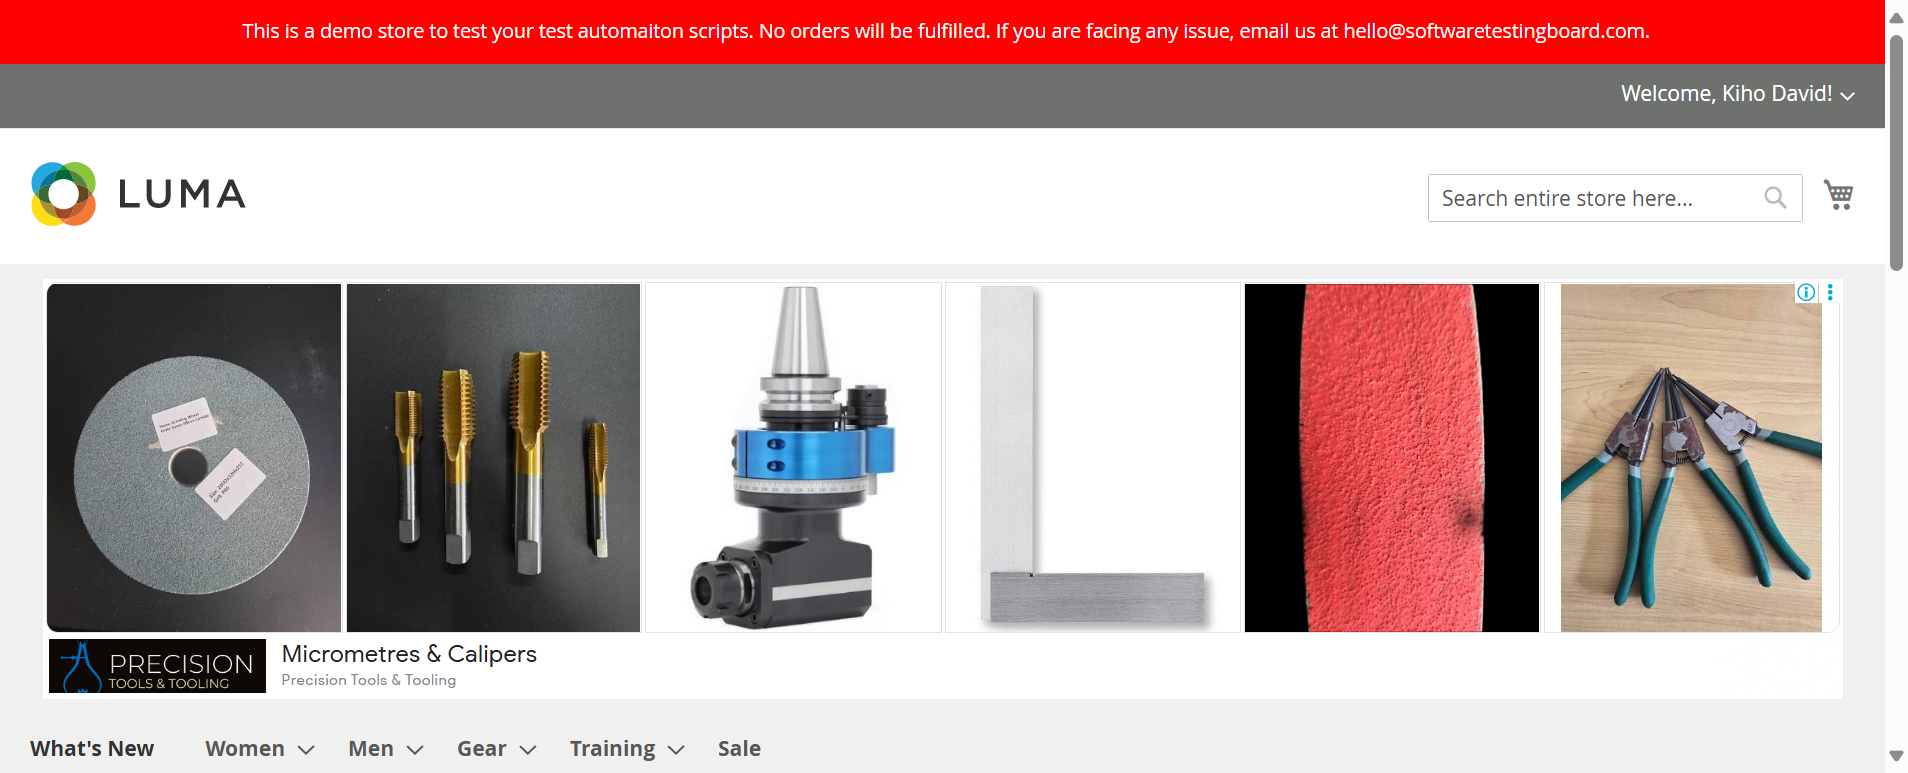 This is a demo store to test your test automaiton scripts. No orders will be fulfilled. If you are facing any issue, email us at hello@softwaretestingboard.com.
Welcome, Kiho David!
LUMA
Search entire store here...
PRECISION
TOOLS & TOOLING
Micrometres & Calipers
Precision Tools & Tooling
What's New
Women
Men
Gear
Training
Sale